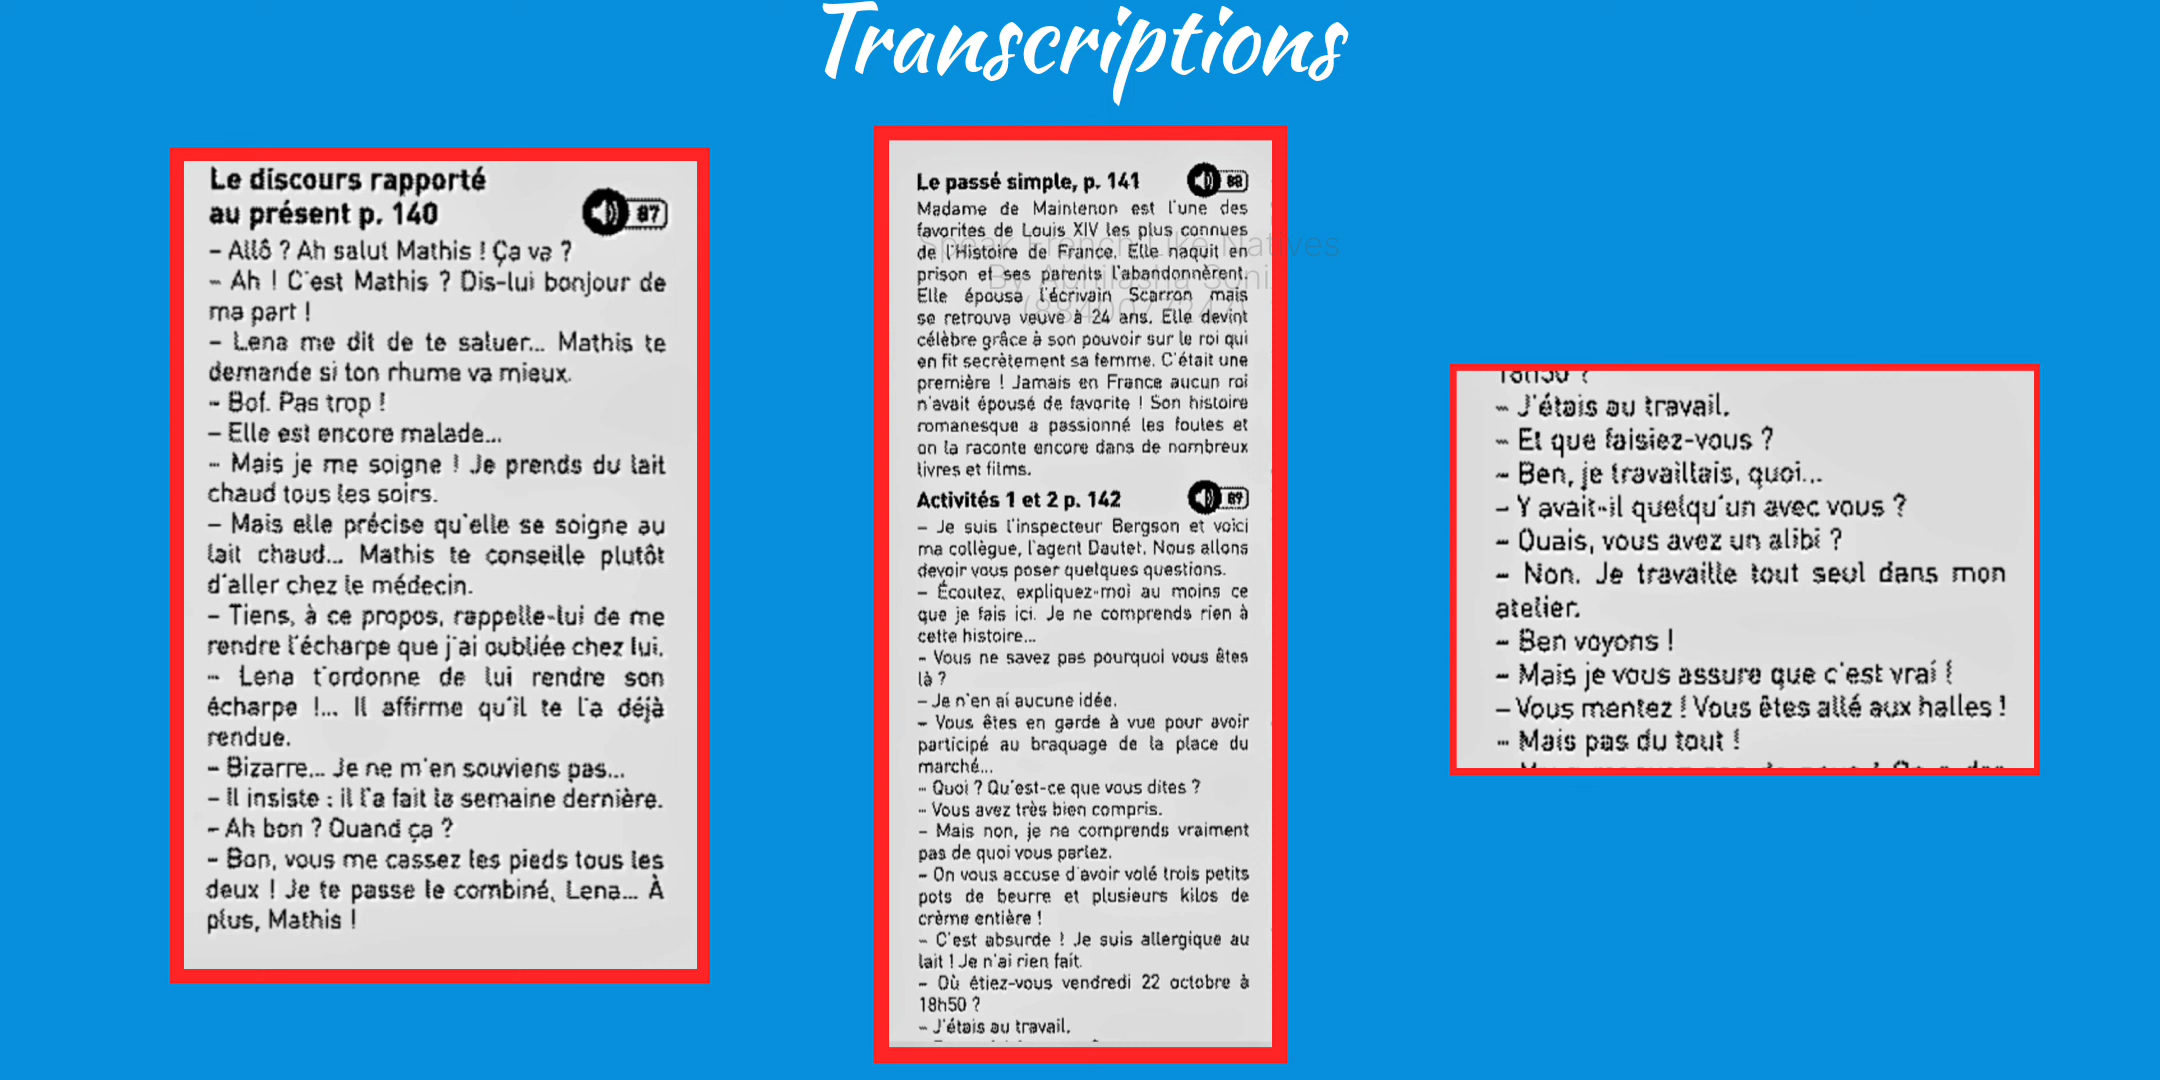 Transcriptions
Le discours rapporté
au présent p. 140
87
– Allô ? Ah salut Mathis ! Ça va ?
– Ah ! C'est Mathis ? Dis-lui bonjour de
ma part !
– Lena me dit de te saluer... Mathis te
demande si ton rhume va mieux.
– Bof. Pas trop !
– Elle est encore malade...
– Mais je me soigne ! Je prends du lait
chaud tous les soirs.
– Mais elle précise qu'elle se soigne au
lait chaud... Mathis te conseille plutôt
d'aller chez le médecin.
– Tiens, à ce propos, rappelle-lui de me
rendre l'écharpe que j'ai oubliée chez lui.
– Lena t'ordonne de lui rendre son
écharpe !... Il affirme qu'il te l'a déjà
rendue.
– Bizarre... Je ne m'en souviens pas...
– Il insiste : il l'a fait la semaine dernière.
– Ah bon ? Quand ça ?
– Bon, vous me cassez les pieds tous les
deux ! Je te passe le combiné, Lena... À
plus, Mathis !
Le passé simple, p. 141
88
Madame de Maintenon est l'une des
favorites de Louis XIV les plus connues
de l'Histoire de France. Elle naquit en
prison et ses parents l'abandonnèrent.
Elle épousa l'écrivain Scarron mais
se retrouva veuve à 24 ans. Elle devint
célèbre grâce à son pouvoir sur le roi qui
en fit secrètement sa femme. C'était une
première ! Jamais en France aucun roi
n'avait épousé de favorite ! Son histoire
romanesque a passionné les foules et
on la raconte encore dans de nombreux
livres et films.
Speak French Like Natives
By Abhilasha Soni
Activités 1 et 2 p. 142
89
– Je suis l'inspecteur Bergson et voici
ma collègue, l'agent Dautet. Nous allons
devoir vous poser quelques questions.
– Écoutez, expliquez-moi au moins ce
que je fais ici. Je ne comprends rien à
cette histoire...
– Vous ne savez pas pourquoi vous êtes
là ?
– Je n'en ai aucune idée.
– Vous êtes en garde à vue pour avoir
participé au braquage de la place du
marché...
– Quoi ? Qu'est-ce que vous dites ?
– Vous avez très bien compris.
– Mais non, je ne comprends vraiment
pas de quoi vous parlez.
– On vous accuse d'avoir volé trois petits
pots de beurre et plusieurs kilos de
crème entière !
– C'est absurde ! Je suis allergique au
lait ! Je n'ai rien fait.
– Où étiez-vous vendredi 22 octobre à
18h50 ?
– J'étais au travail.
18h50 ?
– J'étais au travail.
– Et que faisiez-vous ?
– Ben, je travaillais, quoi...
– Y avait-il quelqu'un avec vous ?
– Ouais, vous avez un alibi ?
– Non. Je travaille tout seul dans mon
atelier.
– Ben voyons !
– Mais je vous assure que c'est vrai !
– Vous mentez ! Vous êtes allé aux halles !
– Mais pas du tout !